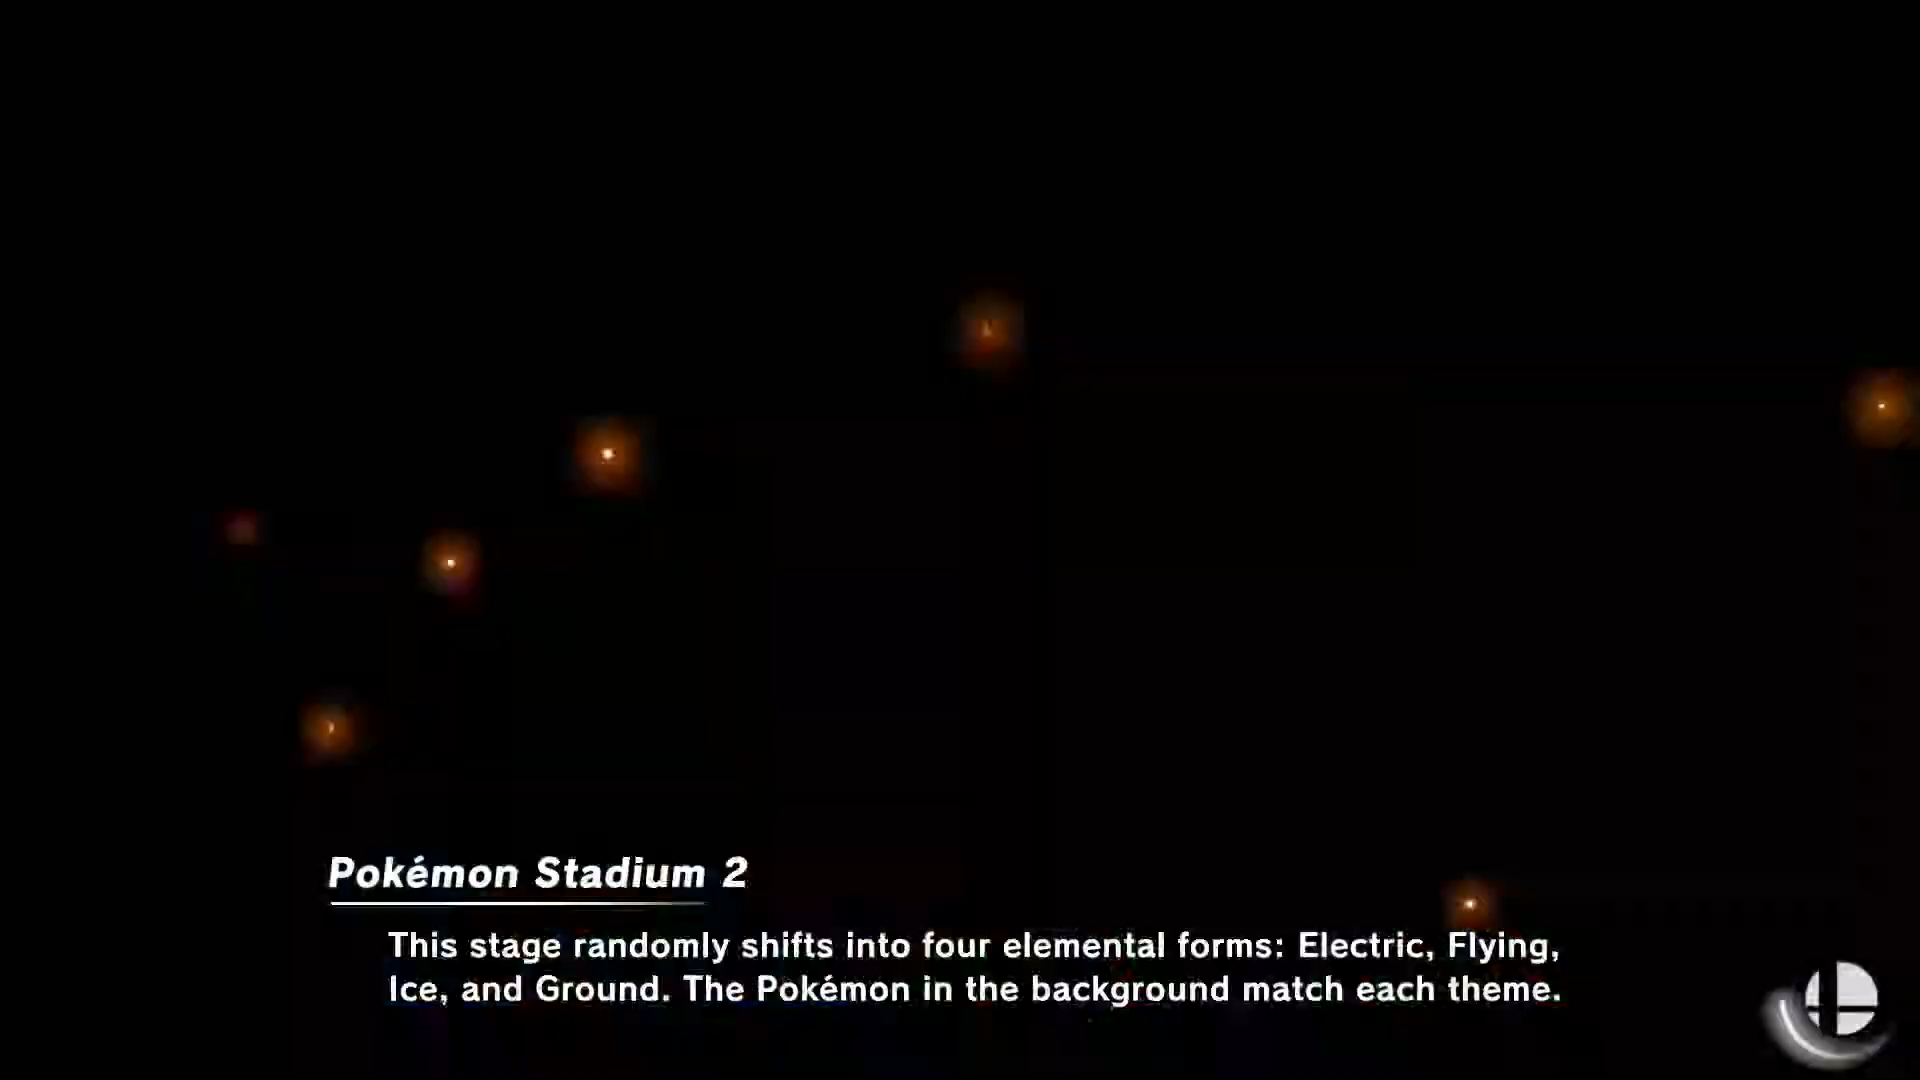 Pokémon Stadium 2
This stage randomly shifts into four elemental forms: Electric, Flying,
Ice, and Ground. The Pokémon in the background match each theme.